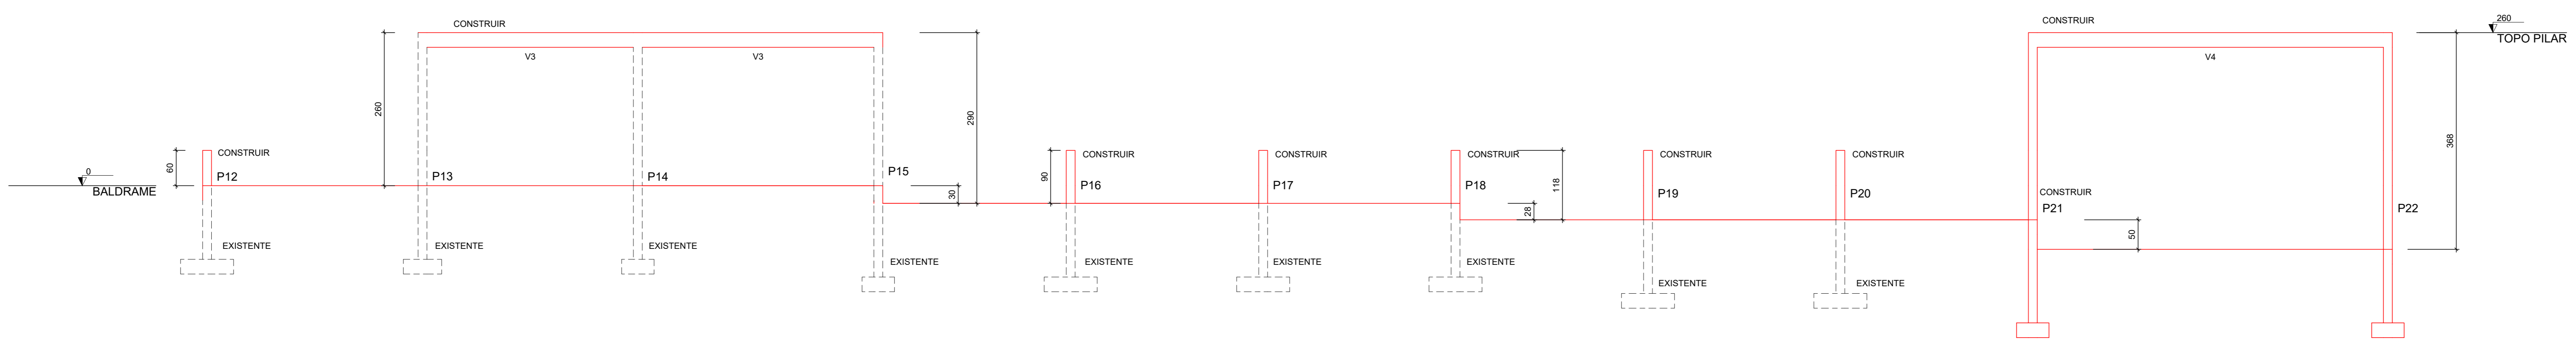 CONSTRUIR
V3
V3
260
290
60
CONSTRUIR
0
BALDRAME
P12
P13
P14
P15
30
EXISTENTE
EXISTENTE
EXISTENTE
EXISTENTE
90
CONSTRUIR
P16
EXISTENTE
CONSTRUIR
P17
EXISTENTE
CONSTRUIR
P18
28
118
EXISTENTE
CONSTRUIR
P19
EXISTENTE
CONSTRUIR
P20
EXISTENTE
CONSTRUIR
V4
CONSTRUIR
P21
50
P22
368
260
TOPO PILAR